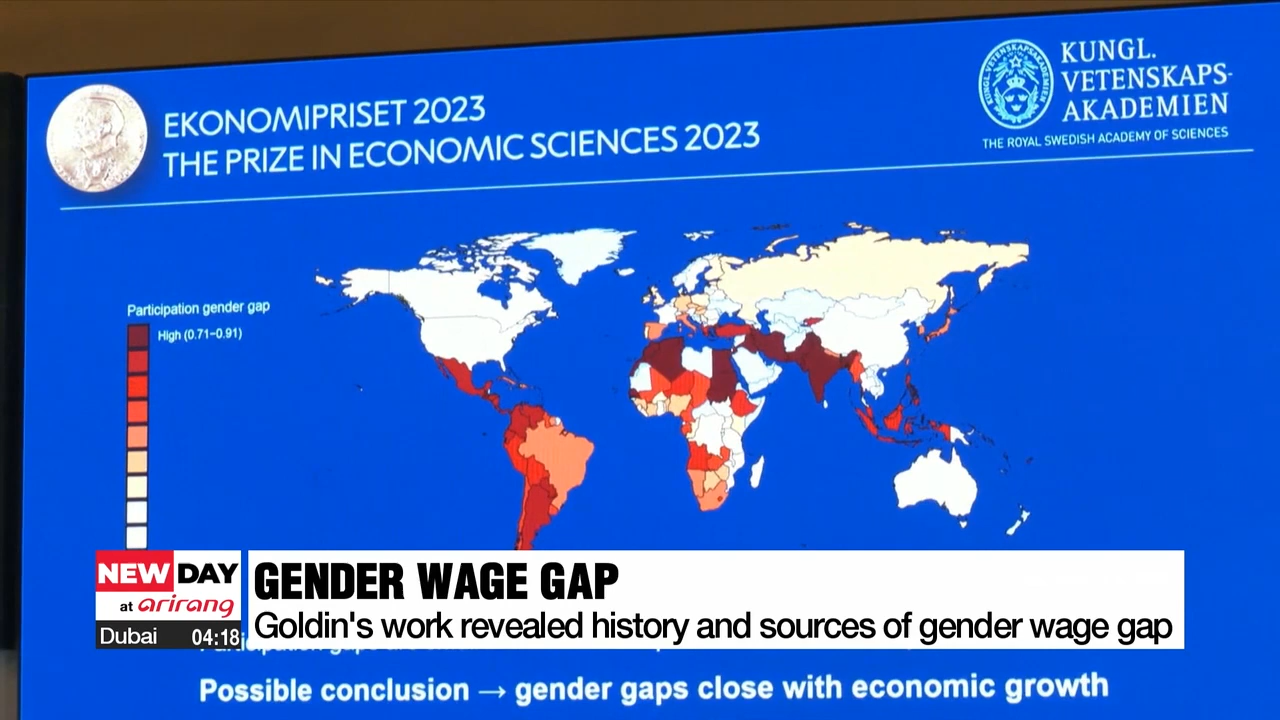 EKONOMIPRISET 2023
THE PRIZE IN ECONOMIC SCIENCES 2023
KUNGL.
VETENSKAPS-
AKADEMIEN
THE ROYAL SWEDISH ACADEMY OF SCIENCES
Participation gender gap
High (0.71–0.91)
NEW DAY
at arirang
Dubai 04:18
GENDER WAGE GAP
Goldin's work revealed history and sources of gender wage gap
Possible conclusion → gender gaps close with economic growth